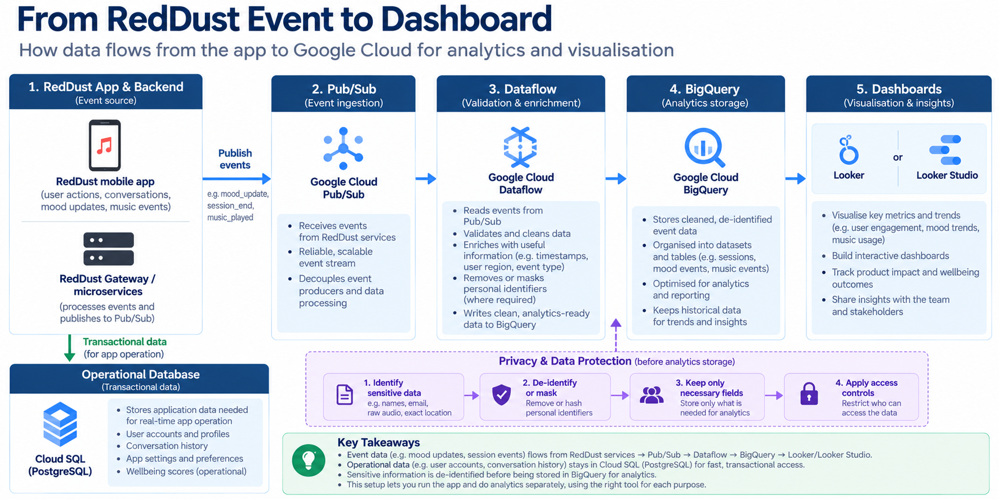 From RedDust Event to Dashboard
How data flows from the app to Google Cloud for analytics and visualisation
1. RedDust App & Backend
(Event source)
RedDust mobile app
(user actions, conversations,
mood updates, music events)
RedDust Gateway /
microservices
(processes events and
publishes to Pub/Sub)
Publish
events
e.g. mood_update,
session_end,
music_played
2. Pub/Sub
(Event ingestion)
Google Cloud
Pub/Sub
• Receives events
from RedDust services
• Reliable, scalable
event stream
• Decouples event
producers and data
processing
3. Dataflow
(Validation & enrichment)
Google Cloud
Dataflow
• Reads events from
Pub/Sub
• Validates and cleans data
• Enriches with useful
information (e.g. timestamps,
user region, event type)
• Removes or masks
personal identifiers
(where required)
• Writes clean, analytics-ready
data to BigQuery
4. BigQuery
(Analytics storage)
Google Cloud
BigQuery
• Stores cleaned, de-identified
event data
• Organised into datasets
and tables (e.g. sessions,
mood events, music events)
• Optimised for analytics
and reporting
• Keeps historical data
for trends and insights
5. Dashboards
(Visualisation & insights)
Looker
or
Looker Studio
• Visualise key metrics and trends
(e.g. user engagement, mood trends,
music usage)
• Build interactive dashboards
• Track product impact and wellbeing
outcomes
• Share insights with the team
and stakeholders
Transactional data
(for app operation)
Operational Database
(Transactional data)
Cloud SQL
(PostgreSQL)
• Stores application data needed
for real-time app operation
• User accounts and profiles
• Conversation history
• App settings and preferences
• Wellbeing scores (operational)
Privacy & Data Protection (before analytics storage)
1. Identify
sensitive data
e.g. names, email,
raw audio, exact location
2. De-identify
or mask
Remove or hash
personal identifiers
3. Keep only
necessary fields
Store only what is
needed for analytics
4. Apply access
controls
Restrict who can
access the data
Key Takeaways
• Event data (e.g. mood updates, session events) flows from RedDust services → Pub/Sub → Dataflow → BigQuery → Looker/Looker Studio.
• Operational data (e.g. user accounts, conversation history) stays in Cloud SQL (PostgreSQL) for fast, transactional access.
• Sensitive information is de-identified before being stored in BigQuery for analytics.
• This setup lets you run the app and do analytics separately, using the right tool for each purpose.